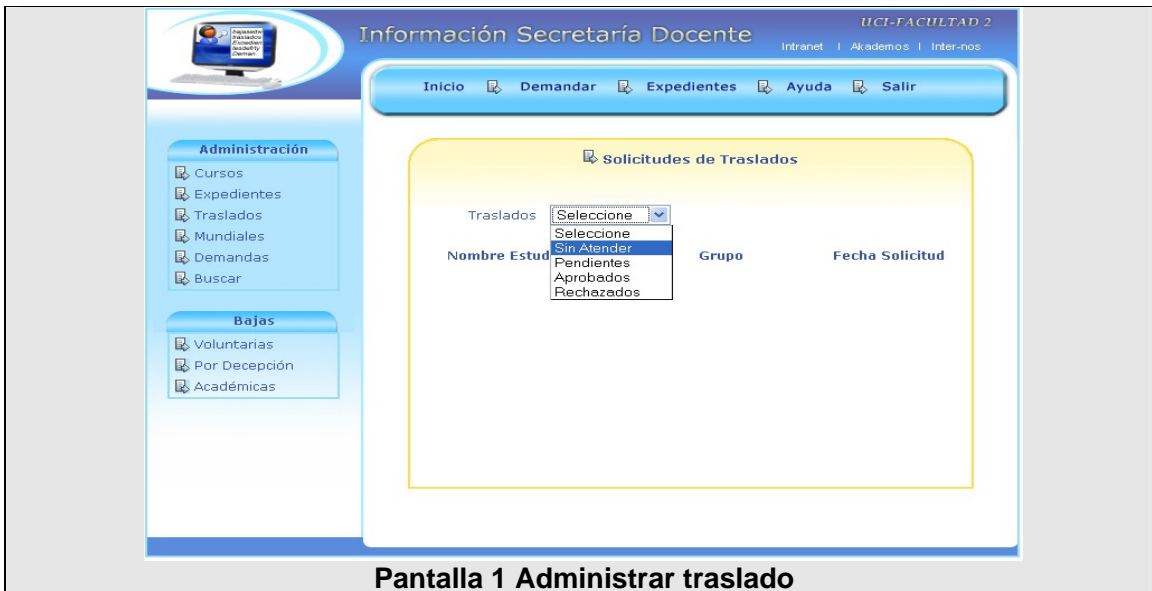 UCI-FACULTAD 2
Información Secretaría Docente
Intranet | Akademos | Inter-nos
Inicio Demandar Expedientes Ayuda Salir
Administración
Cursos
Expedientes
Traslados
Mundiales
Demandas
Buscar
Bajas
Voluntarias
Por Decepción
Académicas
Solicitudes de Traslados
Traslados Seleccione
Seleccione
Sin Atender
Pendientes
Aprobados
Rechazados
Nombre Estud Grupo Fecha Solicitud
Pantalla 1 Administrar traslado